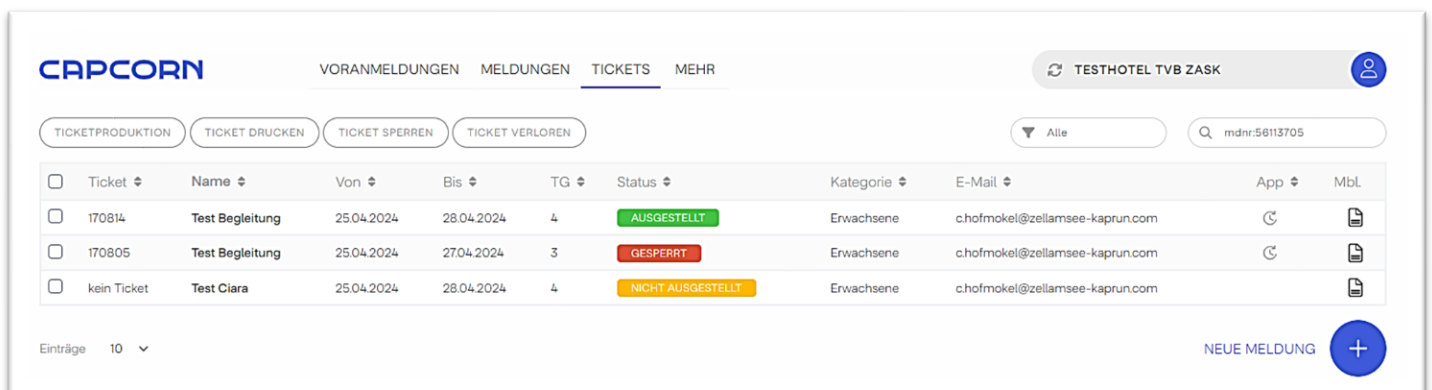 CAPCORN VORANMELDUNGEN MELDUNGEN TICKETS MEHR TESTHOTEL TVB ZASK
TICKETPRODUKTION TICKET DRUCKEN TICKET SPERREN TICKET VERLOREN Alle mdnr:56113705
Ticket Name Von Bis TG Status Kategorie E-Mail App Mbl.
170814 Test Begleitung 25.04.2024 28.04.2024 4 AUSGESTELLT Erwachsene c.hofmokel@zellamsee-kaprun.com
170805 Test Begleitung 25.04.2024 27.04.2024 3 GESPERRT Erwachsene c.hofmokel@zellamsee-kaprun.com
kein Ticket Test Ciara 25.04.2024 28.04.2024 4 NICHT AUSGESTELLT Erwachsene c.hofmokel@zellamsee-kaprun.com
Einträge 10 NEUE MELDUNG +